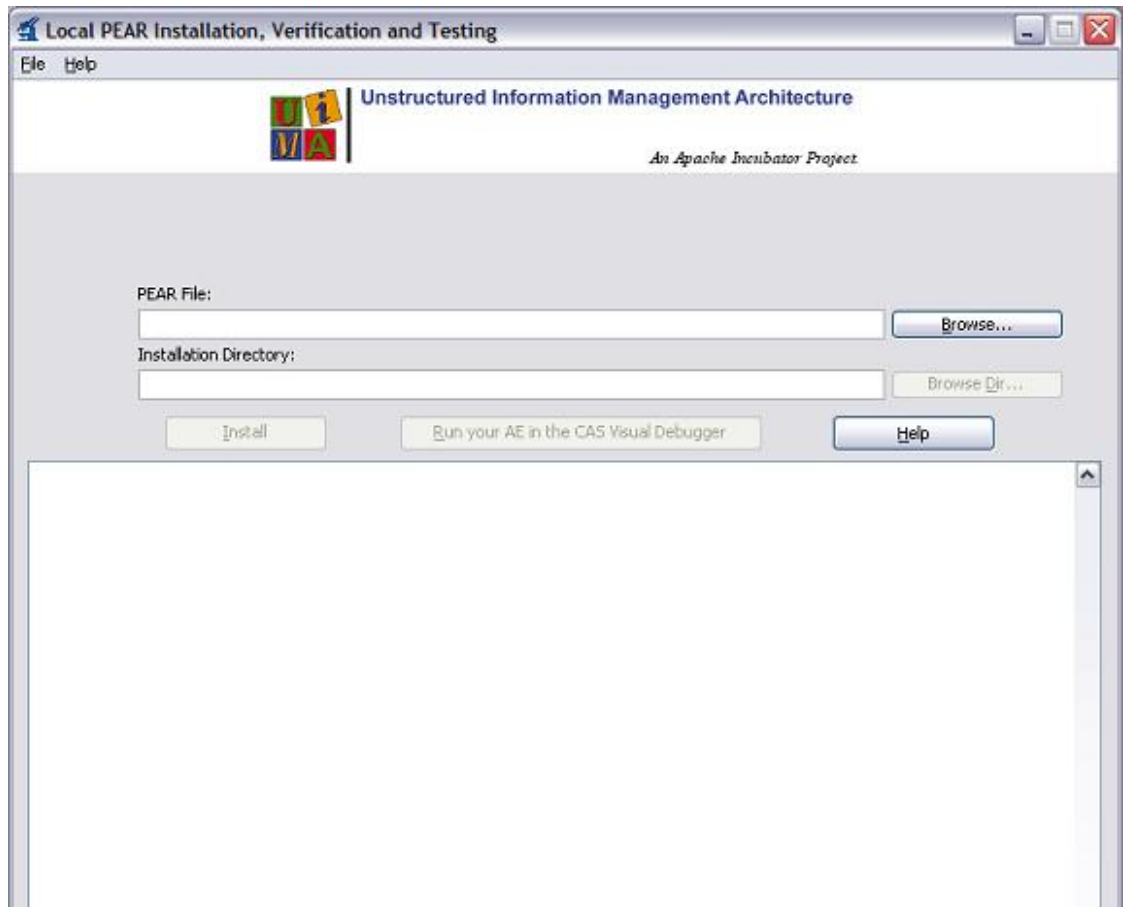 Local PEAR Installation, Verification and Testing
File Help
UiMA
Unstructured Information Management Architecture
An Apache Incubator Project
PEAR File:
Browse...
Installation Directory:
Browse Dir...
Install Run your AE in the CAS Visual Debugger Help